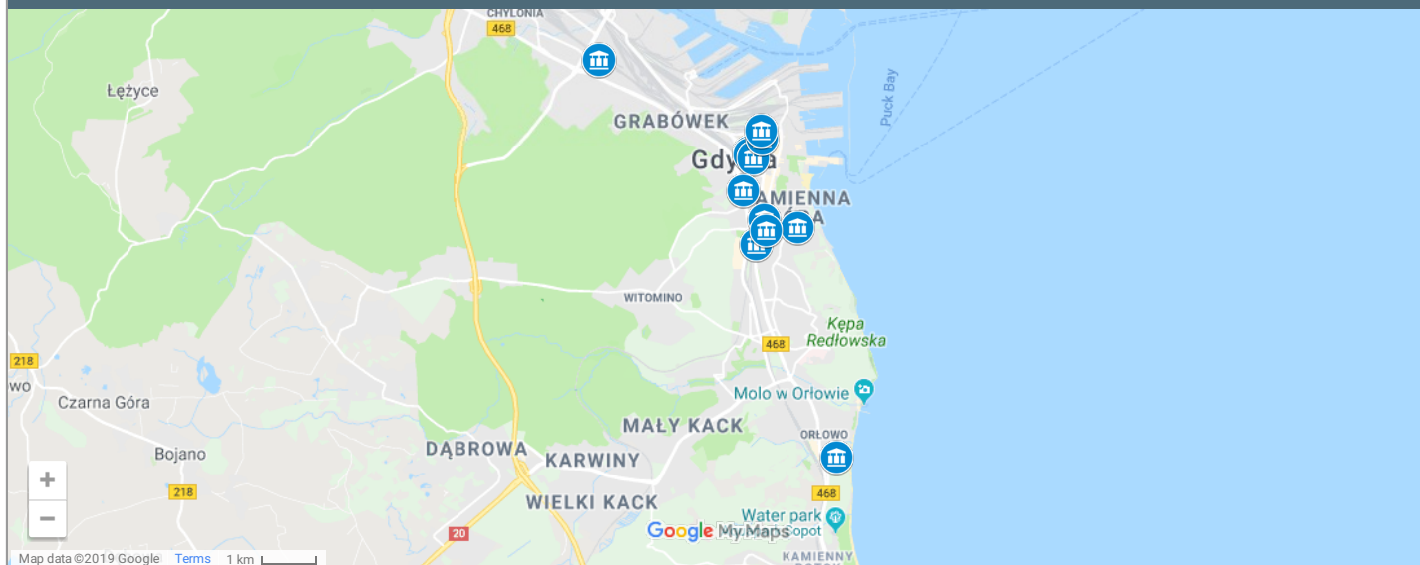 CHYLONIA
468
Łężyce
Puck Bay
GRABÓWEK
Gdy
a
AMIENNA
RA
WITOMINO
Kępa
Redłowska
468
218
wo
Czarna Góra
Molo w Orłowie
MAŁY KACK
ORŁOWO
DĄBROWA
KARWINY
Bojano
+
218
468
WIELKI KACK
Water park
Sopot
Google My Maps
−
20
KAMIENNY
Map data ©2019 Google Terms 1 km